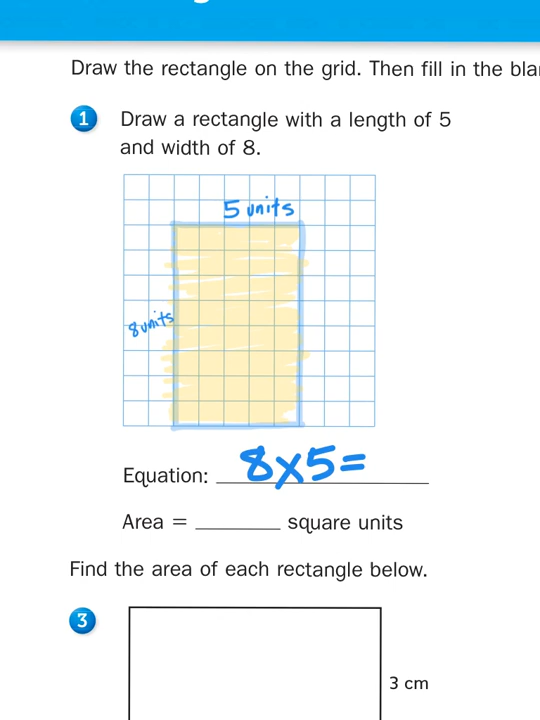 Draw the rectangle on the grid. Then fill in the
1 Draw a rectangle with a length of 5
and width of 8.
5 units
8 units
Equation: 8x5=
Area = ________ square units
Find the area of each rectangle below.
3
3 cm